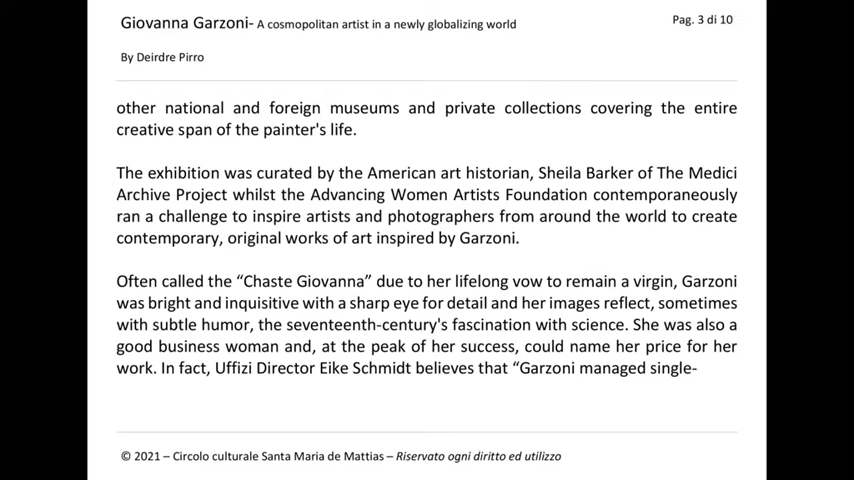 Giovanna Garzoni- A cosmopolitan artist in a newly globalizing world
Pag. 3 di 10
By Deirdre Pirro
other national and foreign museums and private collections covering the entire
creative span of the painter's life.
The exhibition was curated by the American art historian, Sheila Barker of The Medici
Archive Project whilst the Advancing Women Artists Foundation contemporaneously
ran a challenge to inspire artists and photographers from around the world to create
contemporary, original works of art inspired by Garzoni.
Often called the “Chaste Giovanna” due to her lifelong vow to remain a virgin, Garzoni
was bright and inquisitive with a sharp eye for detail and her images reflect, sometimes
with subtle humor, the seventeenth-century's fascination with science. She was also a
good business woman and, at the peak of her success, could name her price for her
work. In fact, Uffizi Director Eike Schmidt believes that “Garzoni managed single-
© 2021 – Circolo culturale Santa Maria de Mattias – Riservato ogni diritto ed utilizzo